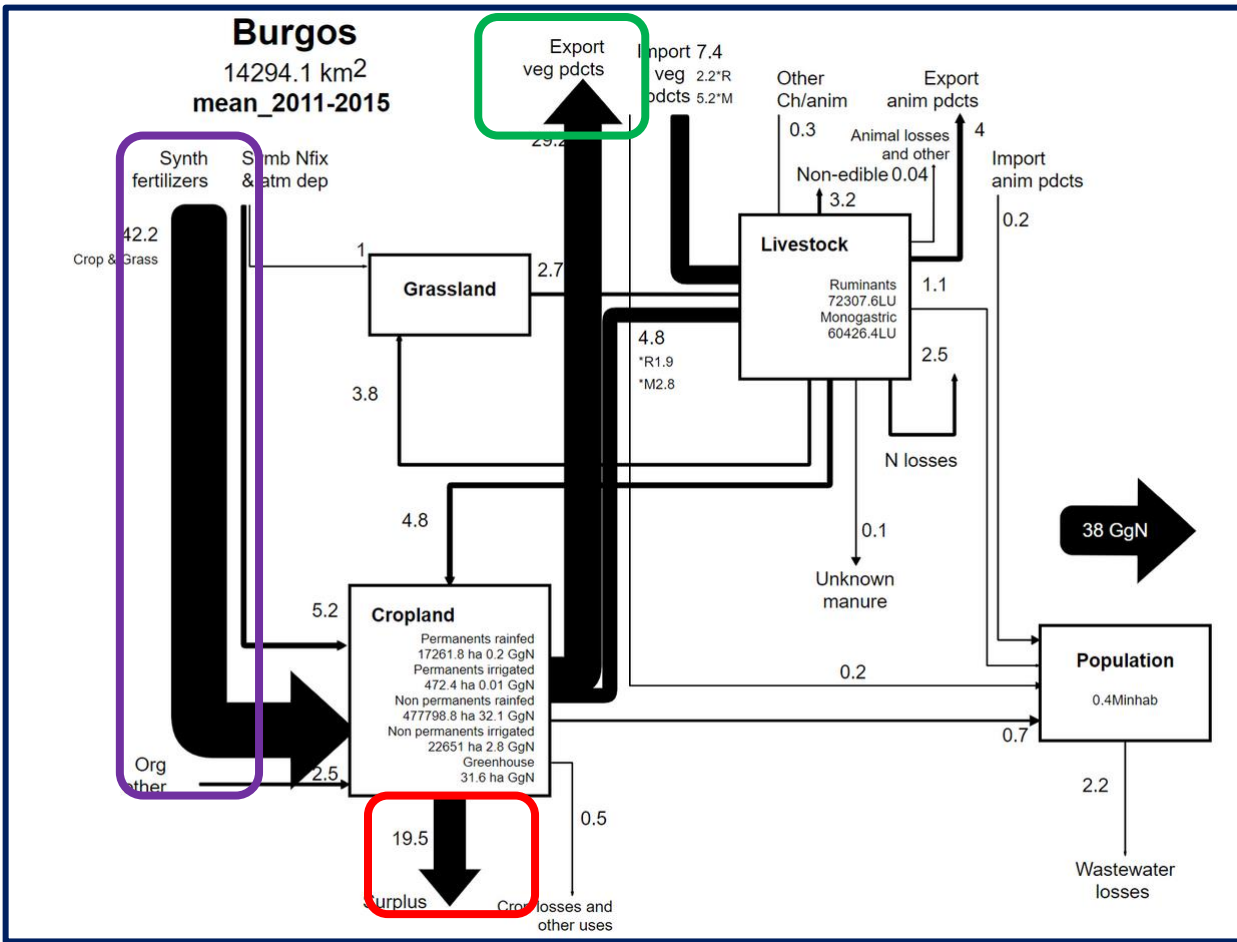 Burgos
14294.1 km2
mean_2011-2015
Export
veg pdcts
29.2
Import 7.4
veg 2.2*R
pdcts 5.2*M
Other
Ch/anim
0.3
Export
anim pdcts
4
Animal losses
and other
0.04
Non-edible
3.2
Import
anim pdcts
0.2
Synth
fertilizers
42.2
Crop & Grass
Symb Nfix
& atm dep
1
Grassland
2.7
Livestock
Ruminants
72307.6LU
Monogastric
60426.4LU
1.1
2.5
N losses
4.8
*R1.9
*M2.8
3.8
4.8
0.1
Unknown
manure
38 GgN
5.2
Cropland
Permanents rainfed
17261.8 ha 0.2 GgN
Permanents irrigated
472.4 ha 0.01 GgN
Non permanents rainfed
477798.8 ha 32.1 GgN
Non permanents irrigated
22651 ha 2.8 GgN
Greenhouse
31.6 ha GgN
0.2
0.7
Population
0.4Minhab
2.2
Wastewater
losses
Org
other
2.5
19.5
Surplus
0.5
Crop losses and
other uses